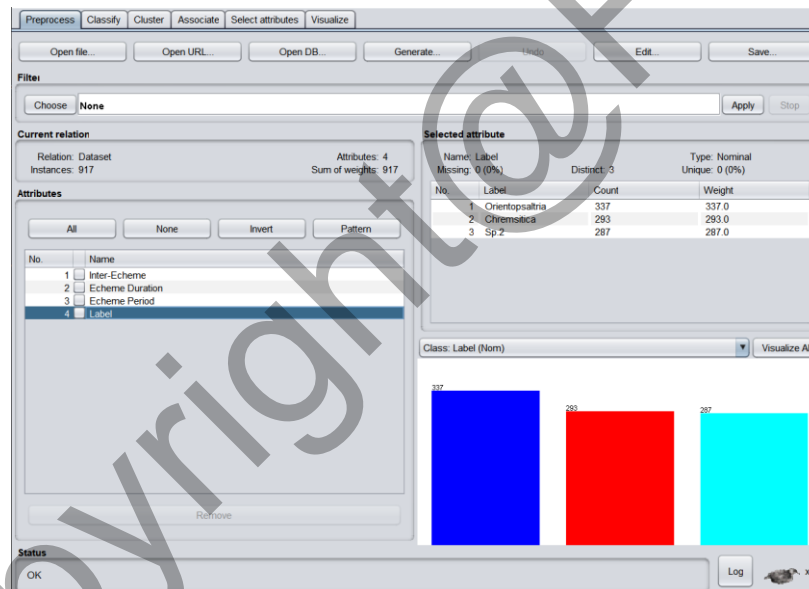 Preprocess Classify Cluster Associate Select attributes Visualize
Open file... Open URL... Open DB... Generate... Undo Edit... Save...
Filter
Choose None Apply Stop
Current relation
Relation: Dataset Attributes: 4
Instances: 917 Sum of weights: 917
Attributes
All None Invert Pattern
No. Name
1 Inter-Echeme
2 Echeme Duration
3 Echeme Period
4 Label
Remove
Selected attribute
Name: Label Type: Nominal
Missing: 0 (0%) Distinct: 3 Unique: 0 (0%)
No. Label Count Weight
1 Orientopsaltria 337 337.0
2 Chremsitica 293 293.0
3 Sp.2 287 287.0
Class: Label (Nom) Visualize Al
337 293 287
Status
OK
Log x